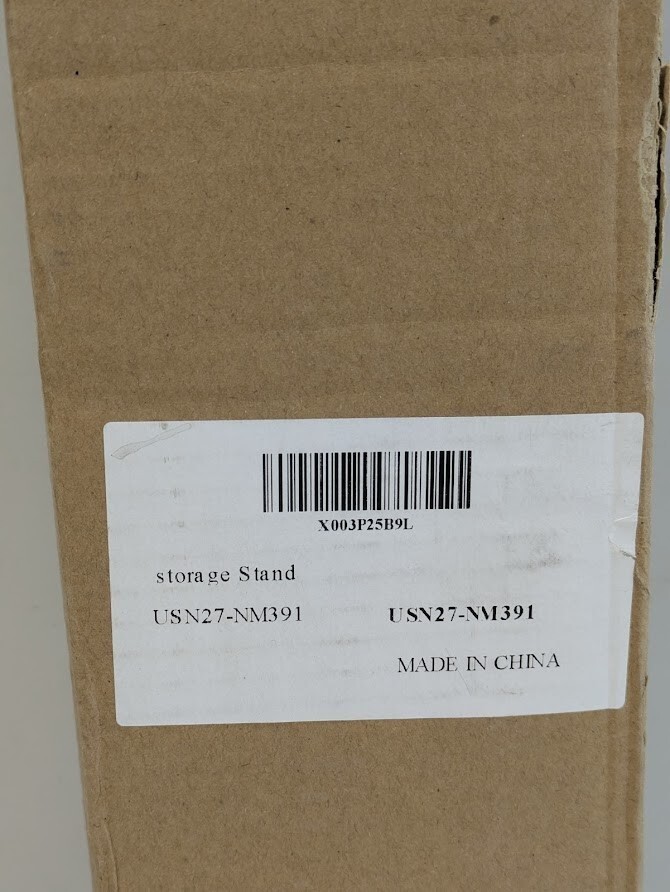 X003P25B9L
storage Stand
USN27-NM391 USN27-NM391
MADE IN CHINA